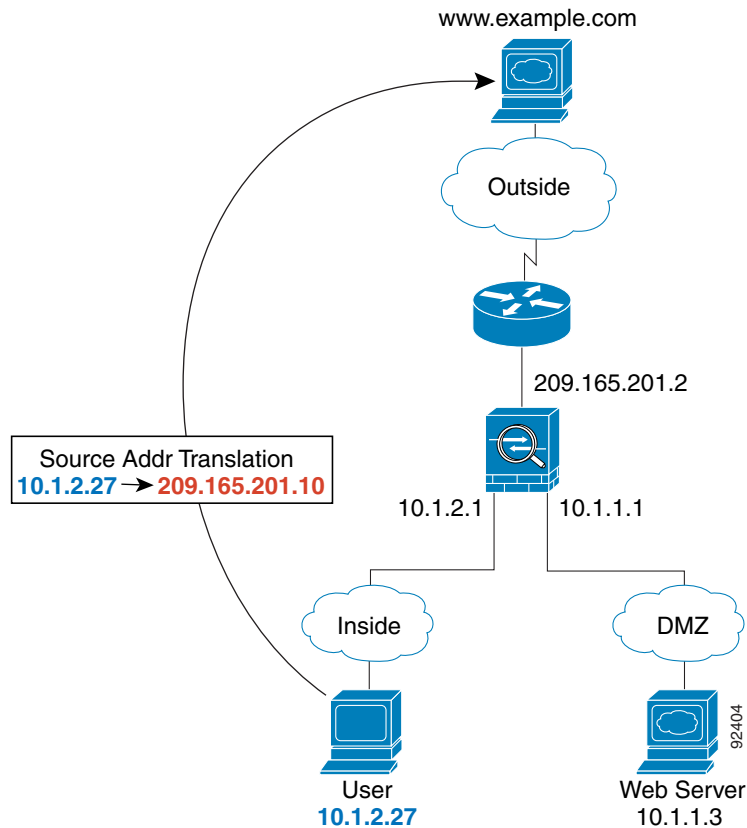 www.example.com
Outside
209.165.201.2
Source Addr Translation
10.1.2.27 → 209.165.201.10
10.1.2.1
10.1.1.1
Inside
DMZ
User
10.1.2.27
Web Server
10.1.1.3
92404